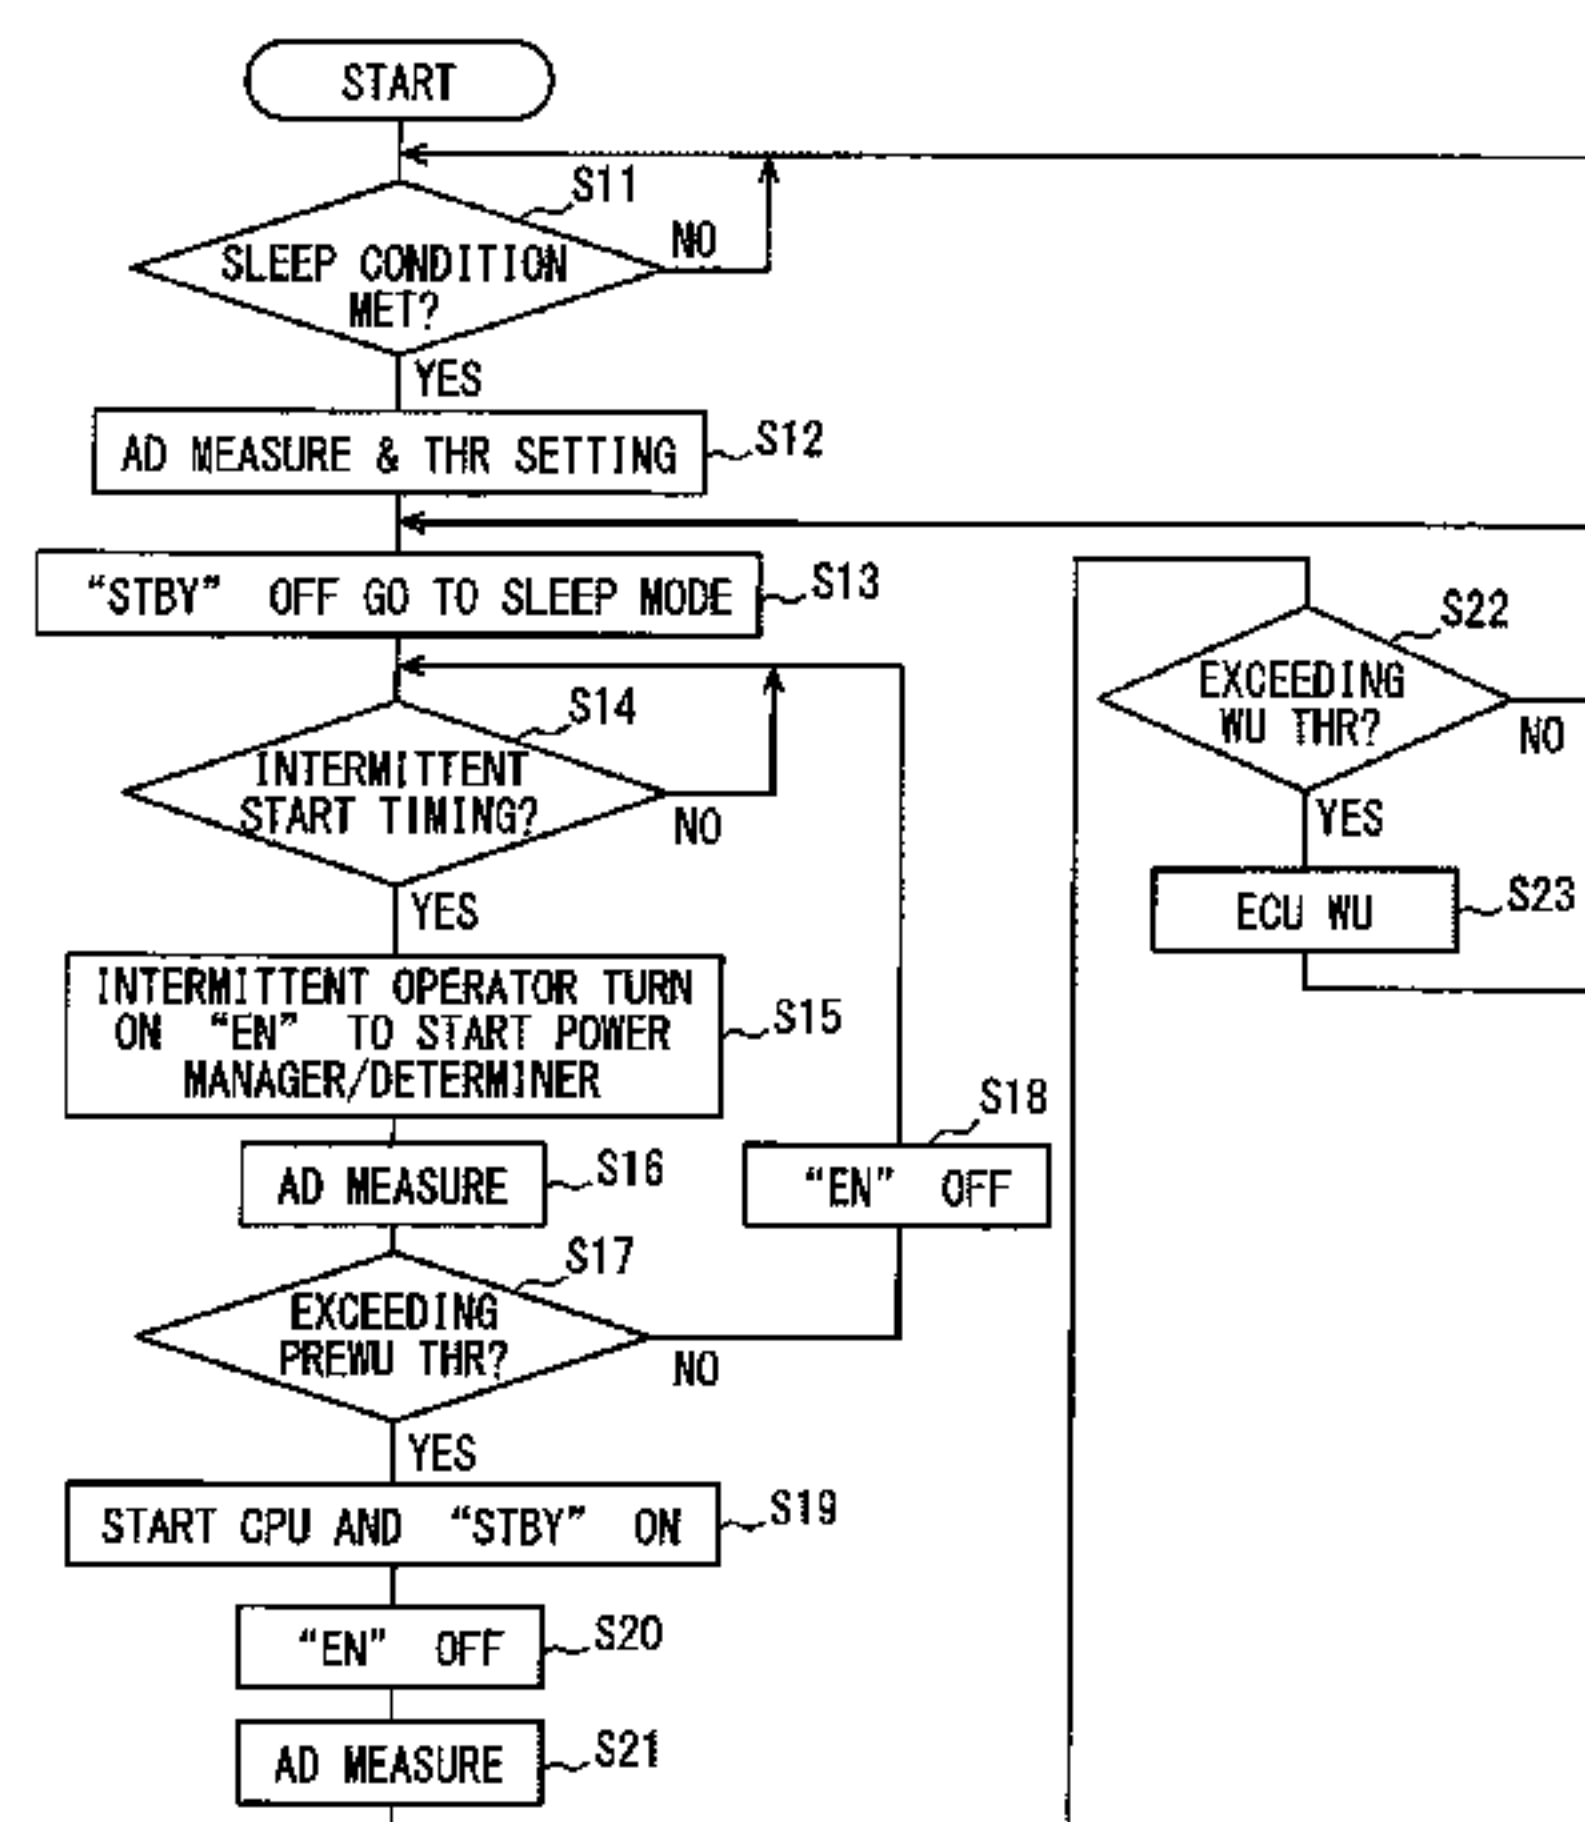 START
S11
SLEEP CONDITION
MET?
NO
YES
AD MEASURE & THR SETTING
S12
“STBY” OFF GO TO SLEEP MODE
S13
S14
INTERMITTENT
START TIMING?
NO
YES
INTERMITTENT OPERATOR TURN
ON “EN” TO START POWER
MANAGER/DETERMINER
S15
AD MEASURE
S16
S17
EXCEEDING
PREWU THR?
NO
S18
“EN” OFF
YES
START CPU AND “STBY” ON
S19
“EN” OFF
S20
AD MEASURE
S21
S22
EXCEEDING
WU THR?
NO
YES
ECU WU
S23